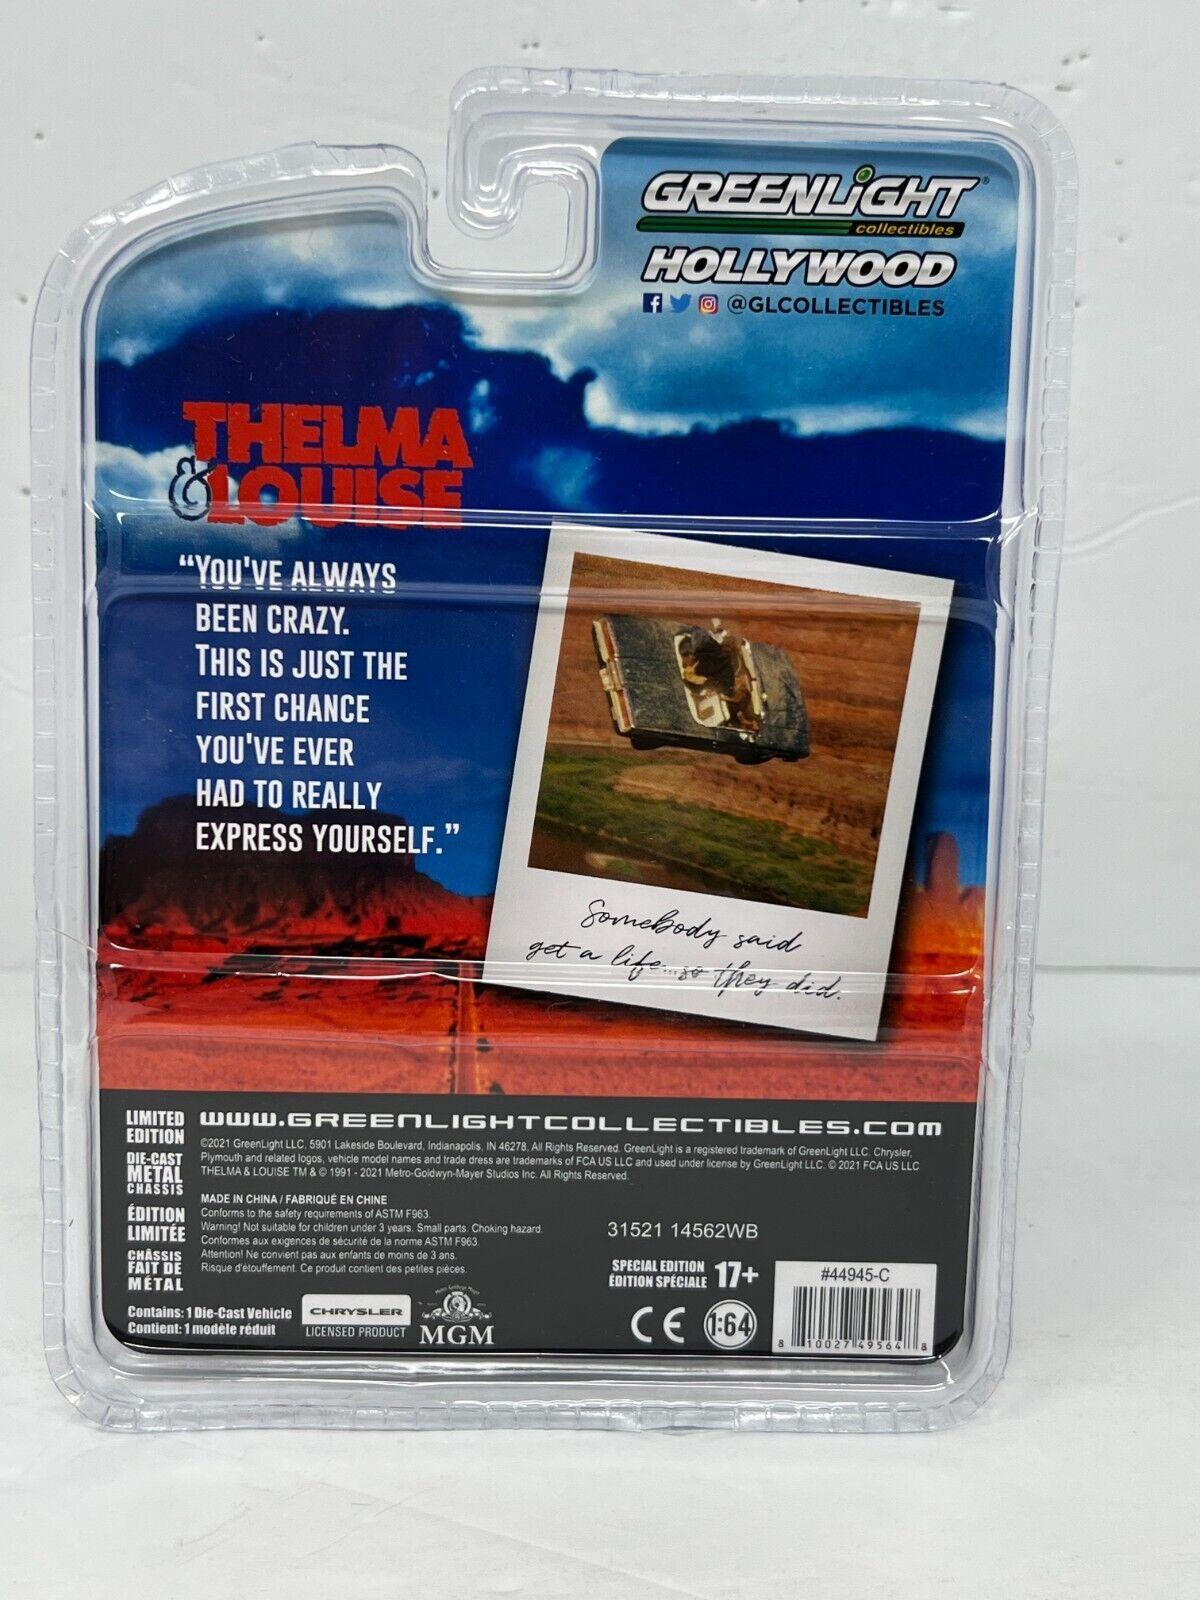 GREENLiGHT®
collectibles
HOLLYWOOD
@GLCOLLECTIBLES
THELMA
& LOUISE
“YOU'VE ALWAYS
BEEN CRAZY.
THIS IS JUST THE
FIRST CHANCE
YOU'VE EVER
HAD TO REALLY
EXPRESS YOURSELF.”
Somebody said
get a life...so they did.
LIMITED
EDITION
DIE-CAST
METAL
CHASSIS
ÉDITION
LIMITÉE
CHÂSSIS
FAIT DE
MÉTAL
www.GREENLIGHTCOLLECTIBLES.com
©2021 GreenLight LLC. 5901 Lakeside Boulevard, Indianapolis, IN 46278, All Rights Reserved. GreenLight is a registered trademark of GreenLight LLC. Chrysler,
Plymouth and related logos, vehicle model names and trade dress are trademarks of FCA US LLC and used under license by GreenLight LLC. © 2021 FCA US LLC
THELMA & LOUISE TM & © 1991 - 2021 Metro-Goldwyn-Mayer Studios Inc. All Rights Reserved.
MADE IN CHINA / FABRIQUÉ EN CHINE
Conforms to the safety requirements of ASTM F963.
Warning! Not suitable for children under 3 years. Small parts. Choking hazard.
Conformes aux exigences de sécurité de la norme ASTM F963.
Attention! Ne convient pas aux enfants de moins de 3 ans.
Risque d'étouffement. Ce produit contient des petites pièces.
31521 14562WB
SPECIAL EDITION
ÉDITION SPÉCIALE
17+
#44945-C
Contains: 1 Die-Cast Vehicle
Contient: 1 modèle réduit
CHRYSLER
LICENSED PRODUCT
MGM
CE
1:64
8 10027 49564 8